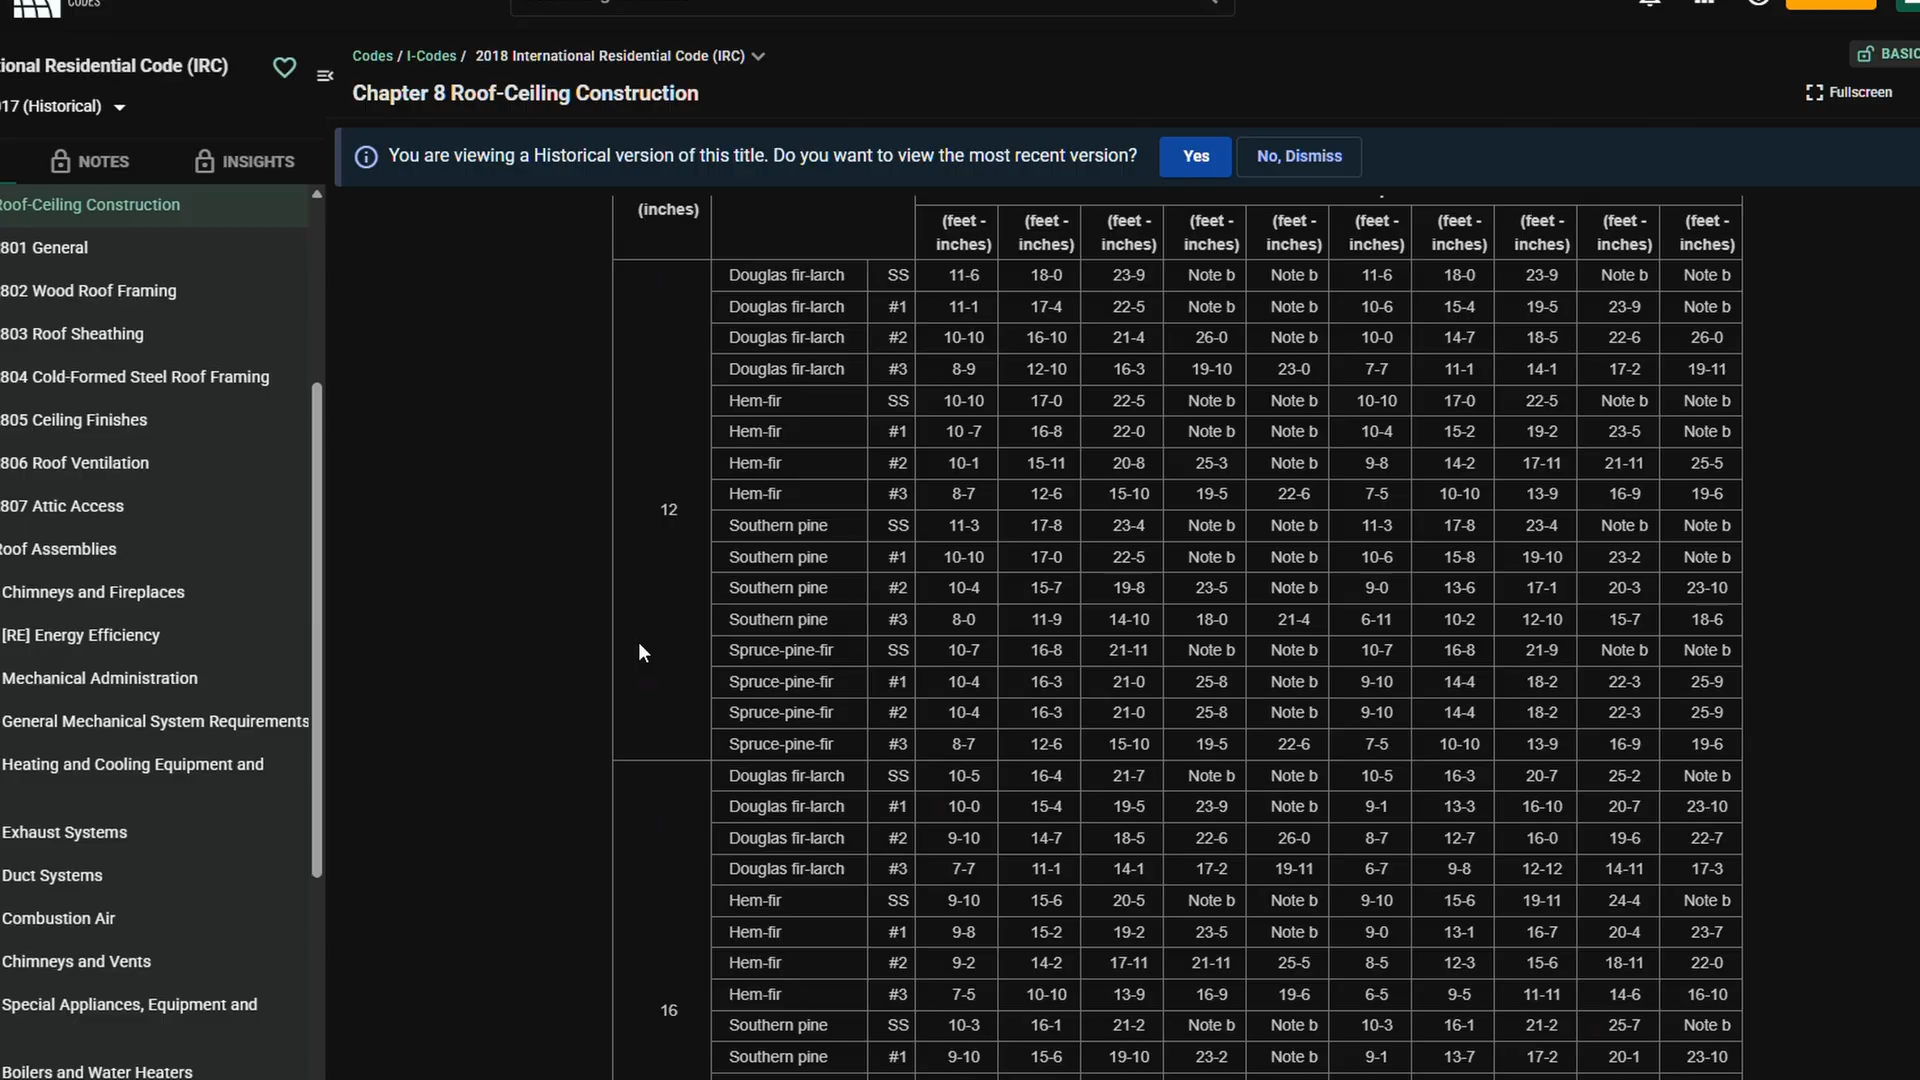 CODES
ional Residential Code (IRC)
17 (Historical)
NOTES INSIGHTS
Roof-Ceiling Construction
801 General
802 Wood Roof Framing
803 Roof Sheathing
804 Cold-Formed Steel Roof Framing
805 Ceiling Finishes
806 Roof Ventilation
807 Attic Access
Roof Assemblies
Chimneys and Fireplaces
[RE] Energy Efficiency
Mechanical Administration
General Mechanical System Requirements
Heating and Cooling Equipment and
Exhaust Systems
Duct Systems
Combustion Air
Chimneys and Vents
Special Appliances, Equipment and
Boilers and Water Heaters
Codes / I-Codes / 2018 International Residential Code (IRC)
BASIC
Chapter 8 Roof-Ceiling Construction
Fullscreen
You are viewing a Historical version of this title. Do you want to view the most recent version? Yes No, Dismiss
(inches)
(feet - (feet - (feet - (feet - (feet - (feet - (feet - (feet - (feet - (feet -
inches) inches) inches) inches) inches) inches) inches) inches) inches) inches)
12
Douglas fir-larch SS 11-6 18-0 23-9 Note b Note b 11-6 18-0 23-9 Note b Note b
Douglas fir-larch #1 11-1 17-4 22-5 Note b Note b 10-6 15-4 19-5 23-9 Note b
Douglas fir-larch #2 10-10 16-10 21-4 26-0 Note b 10-0 14-7 18-5 22-6 26-0
Douglas fir-larch #3 8-9 12-10 16-3 19-10 23-0 7-7 11-1 14-1 17-2 19-11
Hem-fir SS 10-10 17-0 22-5 Note b Note b 10-10 17-0 22-5 Note b Note b
Hem-fir #1 10 -7 16-8 22-0 Note b Note b 10-4 15-2 19-2 23-5 Note b
Hem-fir #2 10-1 15-11 20-8 25-3 Note b 9-8 14-2 17-11 21-11 25-5
Hem-fir #3 8-7 12-6 15-10 19-5 22-6 7-5 10-10 13-9 16-9 19-6
Southern pine SS 11-3 17-8 23-4 Note b Note b 11-3 17-8 23-4 Note b Note b
Southern pine #1 10-10 17-0 22-5 Note b Note b 10-6 15-8 19-10 23-2 Note b
Southern pine #2 10-4 15-7 19-8 23-5 Note b 9-0 13-6 17-1 20-3 23-10
Southern pine #3 8-0 11-9 14-10 18-0 21-4 6-11 10-2 12-10 15-7 18-6
Spruce-pine-fir SS 10-7 16-8 21-11 Note b Note b 10-7 16-8 21-9 Note b Note b
Spruce-pine-fir #1 10-4 16-3 21-0 25-8 Note b 9-10 14-4 18-2 22-3 25-9
Spruce-pine-fir #2 10-4 16-3 21-0 25-8 Note b 9-10 14-4 18-2 22-3 25-9
Spruce-pine-fir #3 8-7 12-6 15-10 19-5 22-6 7-5 10-10 13-9 16-9 19-6
16
Douglas fir-larch SS 10-5 16-4 21-7 Note b Note b 10-5 16-3 20-7 25-2 Note b
Douglas fir-larch #1 10-0 15-4 19-5 23-9 Note b 9-1 13-3 16-10 20-7 23-10
Douglas fir-larch #2 9-10 14-7 18-5 22-6 26-0 8-7 12-7 16-0 19-6 22-7
Douglas fir-larch #3 7-7 11-1 14-1 17-2 19-11 6-7 9-8 12-12 14-11 17-3
Hem-fir SS 9-10 15-6 20-5 Note b Note b 9-10 15-6 19-11 24-4 Note b
Hem-fir #1 9-8 15-2 19-2 23-5 Note b 9-0 13-1 16-7 20-4 23-7
Hem-fir #2 9-2 14-2 17-11 21-11 25-5 8-5 12-3 15-6 18-11 22-0
Hem-fir #3 7-5 10-10 13-9 16-9 19-6 6-5 9-5 11-11 14-6 16-10
Southern pine SS 10-3 16-1 21-2 Note b Note b 10-3 16-1 21-2 25-7 Note b
Southern pine #1 9-10 15-6 19-10 23-2 Note b 9-1 13-7 17-2 20-1 23-10